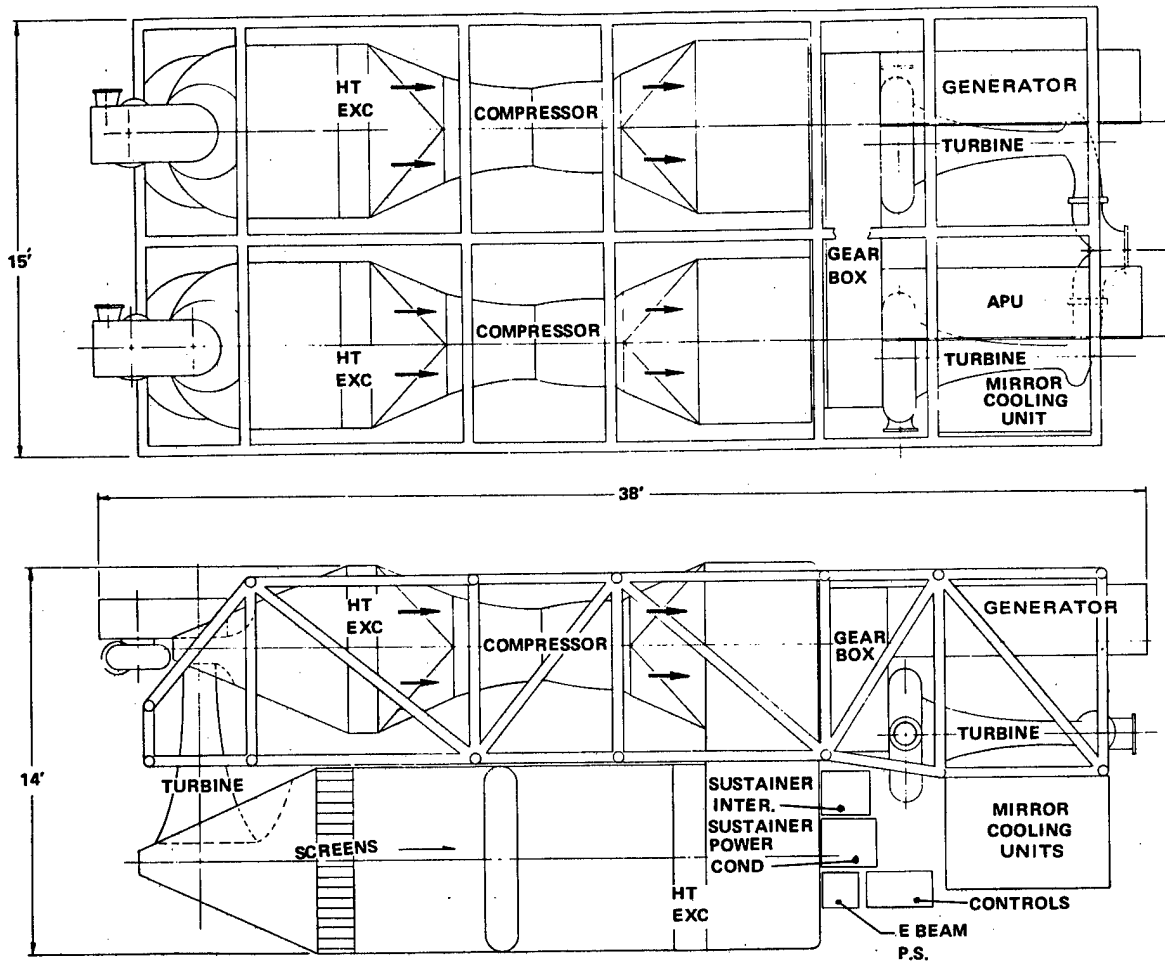 HT
EXC
COMPRESSOR
GENERATOR
TURBINE
15'
GEAR
BOX
HT
EXC
COMPRESSOR
APU
TURBINE
MIRROR
COOLING
UNIT
38'
HT
EXC
COMPRESSOR
GEAR
BOX
GENERATOR
TURBINE
14'
TURBINE
SCREENS
HT
EXC
SUSTAINER
INTER.
SUSTAINER
POWER
COND
MIRROR
COOLING
UNITS
CONTROLS
E BEAM
P.S.